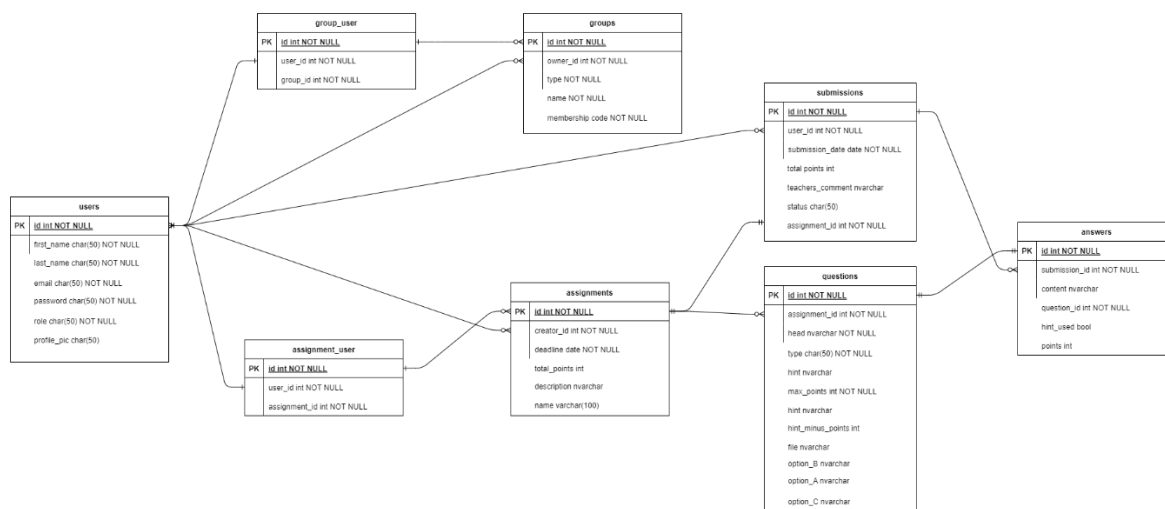 group_user
PK id int NOT NULL
user_id int NOT NULL
group_id int NOT NULL
groups
PK id int NOT NULL
owner_id int NOT NULL
type NOT NULL
name NOT NULL
membership code NOT NULL
submissions
PK id int NOT NULL
user_id int NOT NULL
submission_date date NOT NULL
total points int
teachers_comment nvarchar
status char(50)
assignment_id int NOT NULL
users
PK id int NOT NULL
first_name char(50) NOT NULL
last_name char(50) NOT NULL
email char(50) NOT NULL
password char(50) NOT NULL
role char(50) NOT NULL
profile_pic char(50)
answers
PK id int NOT NULL
submission_id int NOT NULL
content nvarchar
question_id int NOT NULL
hint_used bool
points int
assignments
PK id int NOT NULL
creator_id int NOT NULL
deadline date NOT NULL
total_points int
description nvarchar
name varchar(100)
questions
PK id int NOT NULL
assignment_id int NOT NULL
head nvarchar NOT NULL
type char(50) NOT NULL
hint nvarchar
max_points int NOT NULL
hint nvarchar
hint_minus_points int
file nvarchar
option_B nvarchar
option_A nvarchar
option_C nvarchar
assignment_user
PK id int NOT NULL
user_id int NOT NULL
assignment_id int NOT NULL